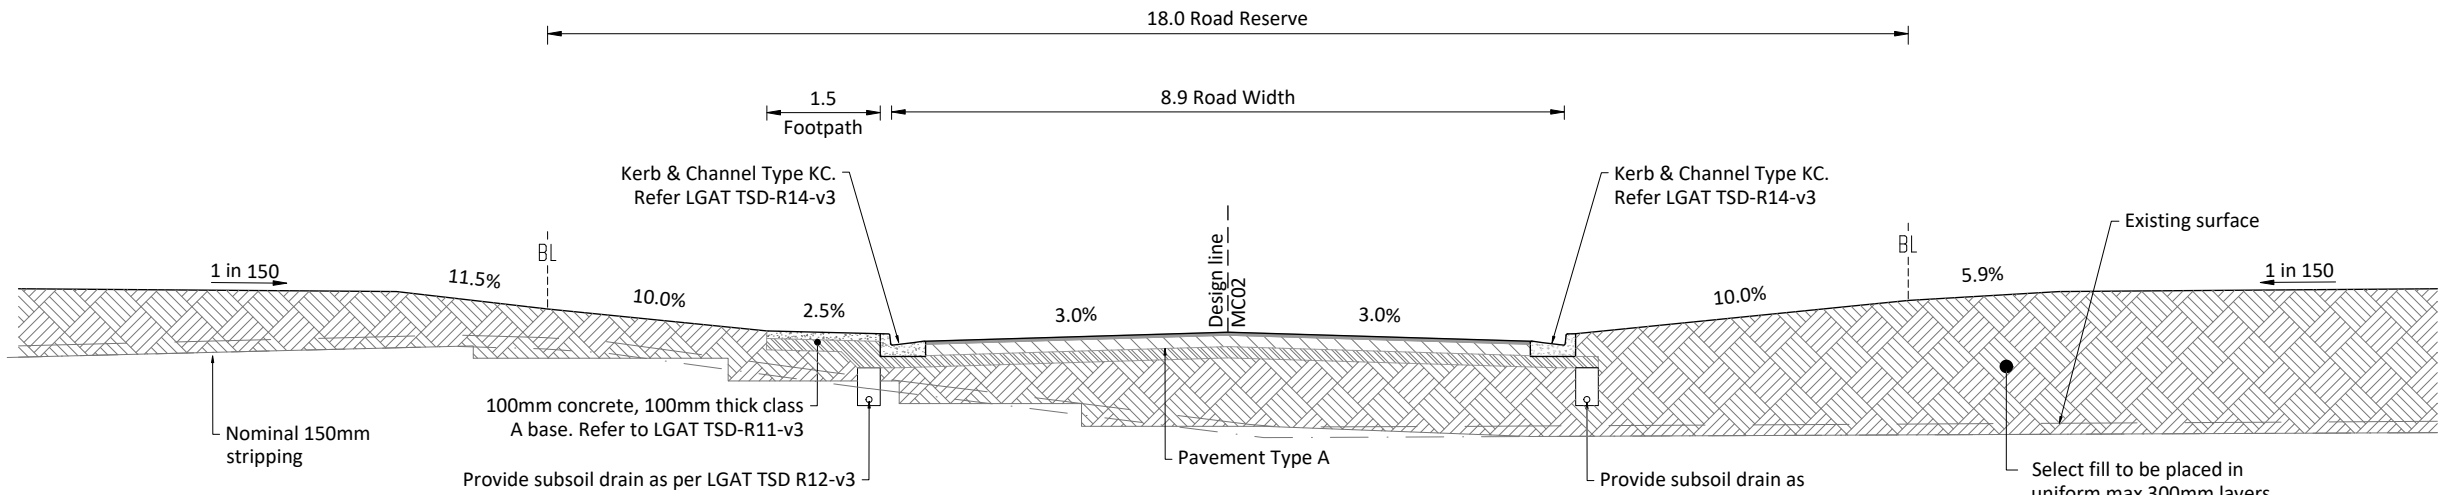 18.0 Road Reserve
1.5
Footpath
8.9 Road Width
Kerb & Channel Type KC.
Refer LGAT TSD-R14-v3
Kerb & Channel Type KC.
Refer LGAT TSD-R14-v3
Existing surface
BL
BL
Design line
MC02
1 in 150
11.5%
10.0%
2.5%
3.0%
3.0%
10.0%
5.9%
1 in 150
100mm concrete, 100mm thick class
A base. Refer to LGAT TSD-R11-v3
Nominal 150mm
stripping
Pavement Type A
Provide subsoil drain as per LGAT TSD R12-v3
Provide subsoil drain as
Select fill to be placed in
uniform max 300mm layers